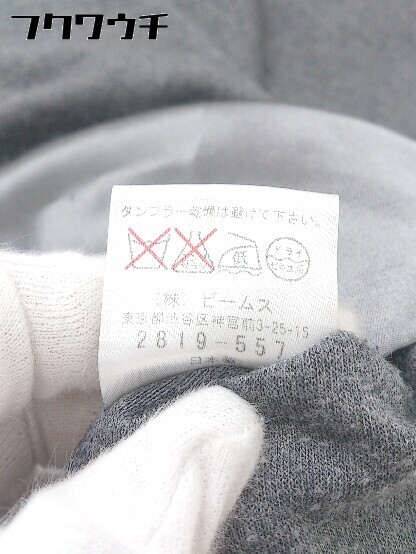 フクワウチ
タンブラー乾燥は避けて下さい。
低
ドライ
(株) ビームス
東京都渋谷区神宮前3-25-15
2819-557
日本製